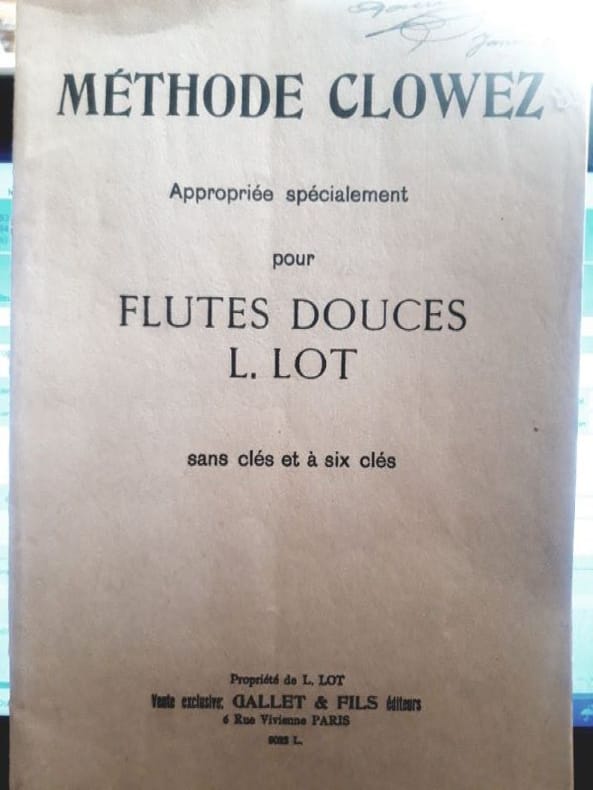 MÉTHODE CLOWEZ
Appropriée spécialement
pour
FLUTES DOUCES
L. LOT
sans clés et à six clés
Propriété de L. LOT
Vente exclusive: GALLET & FILS éditeurs
6 Rue Vivienne PARIS